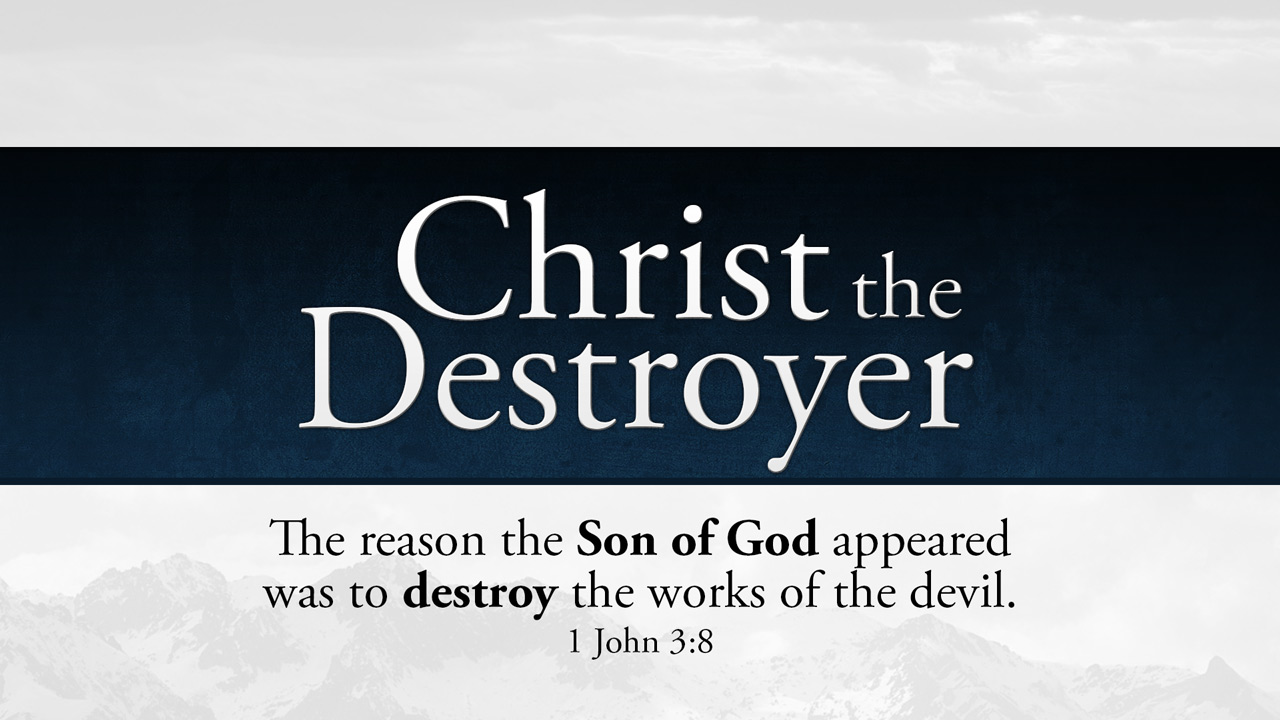 Christ the
Destroyer
The reason the Son of God appeared
was to destroy the works of the devil.
1 John 3:8